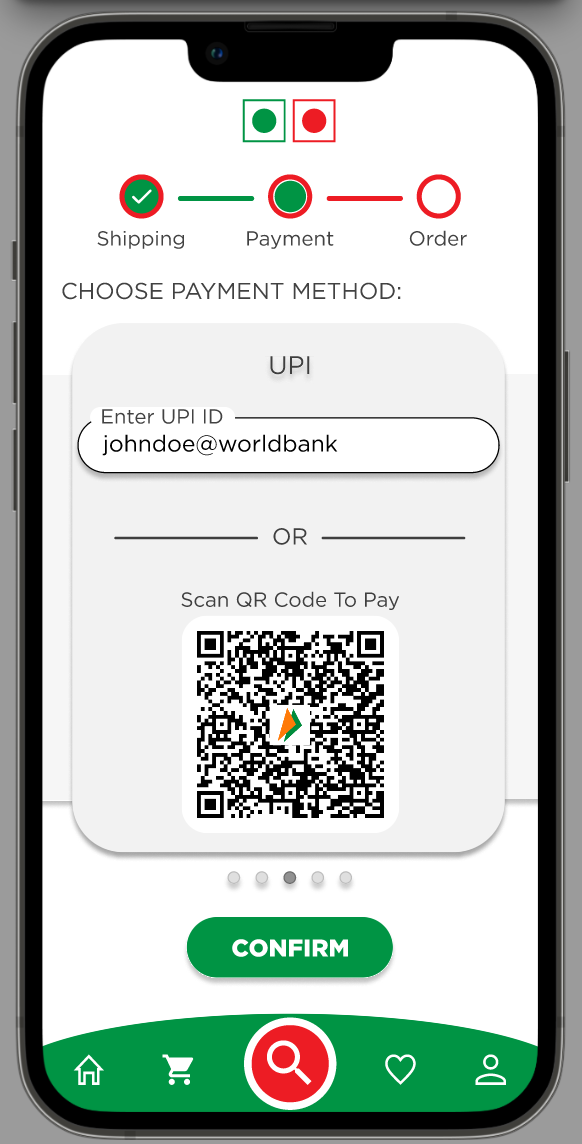 Shipping
Payment
Order
CHOOSE PAYMENT METHOD:
UPI
Enter UPI ID
johndoe@worldbank
OR
Scan QR Code To Pay
CONFIRM